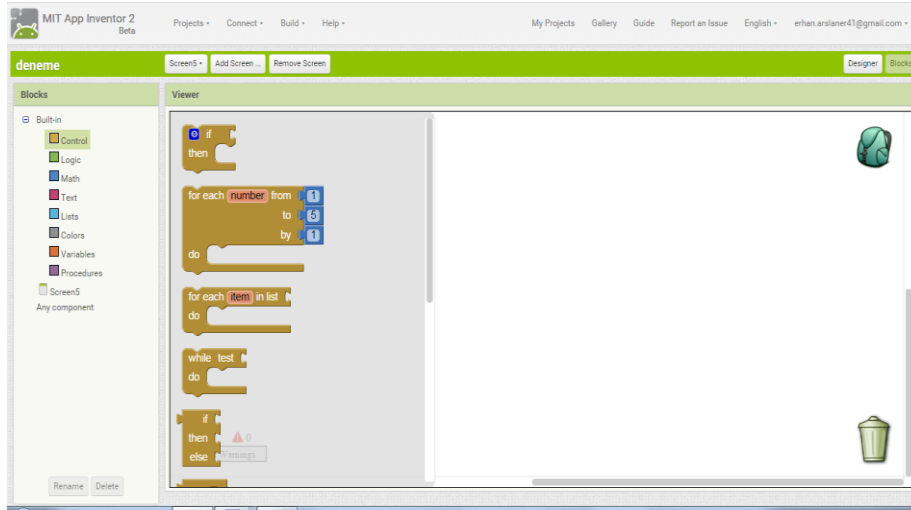 MIT App Inventor 2
Beta
Projects Connect Build Help My Projects Gallery Guide Report an Issue English erhan.arslaner41@gmail.com
deneme Screen5 Add Screen ... Remove Screen Designer Blocks
Blocks Viewer
Built-in
Control
Logic
Math
Text
Lists
Colors
Variables
Procedures
Screen5
Any component
Rename Delete
if
then
for each number from 1
to 5
by 1
do
for each item in list
do
while test
do
if
then 0
else Warnings